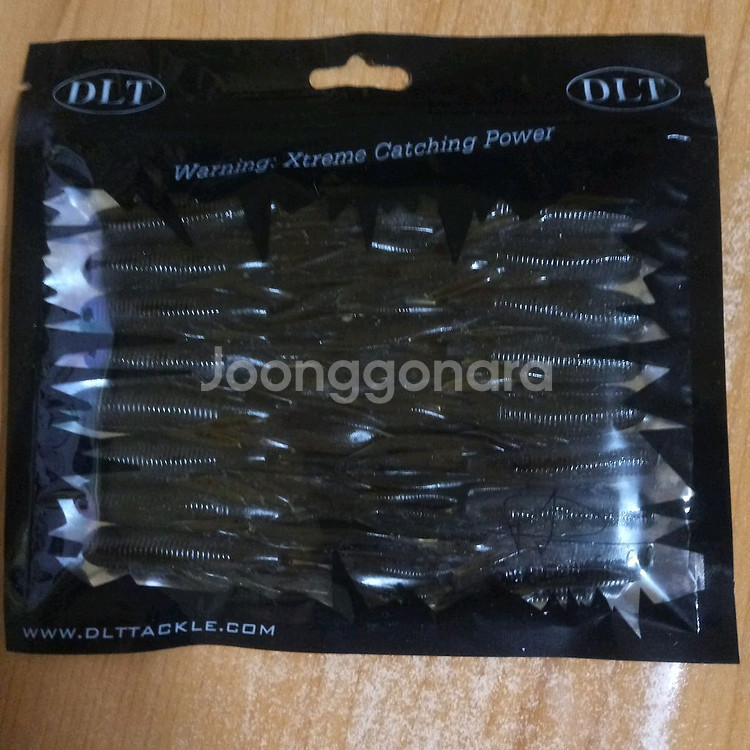 DLT
DLT
Warning: Xtreme Catching Power
Joonggonara
WWW.DLTTACKLE.COM